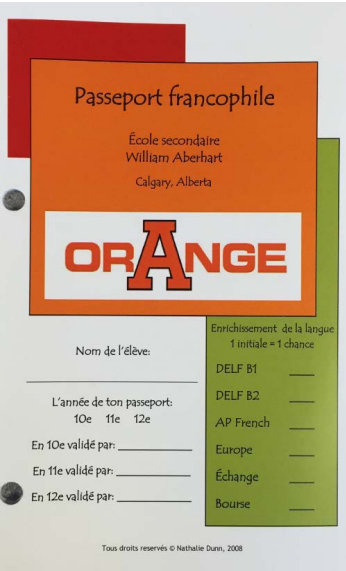 Passeport francophile
École secondaire
William Aberhart
Calgary, Alberta
ORANGE
Nom de l'élève:
L'année de ton passeport:
10e 11e 12e
En 10e validé par:
En 11e validé par:
En 12e validé par:
Enrichissement de la langue
1 initiale = 1 chance
DELF B1
DELF B2
AP French
Europe
Échange
Bourse
Tous droits reservés © Nathalie Dunn, 2008